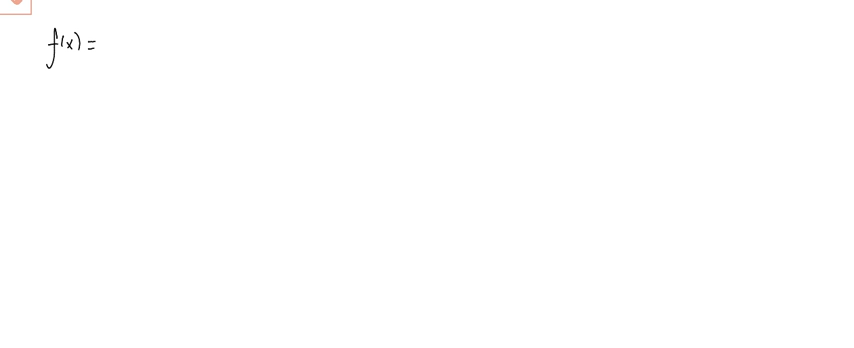 f(x) =